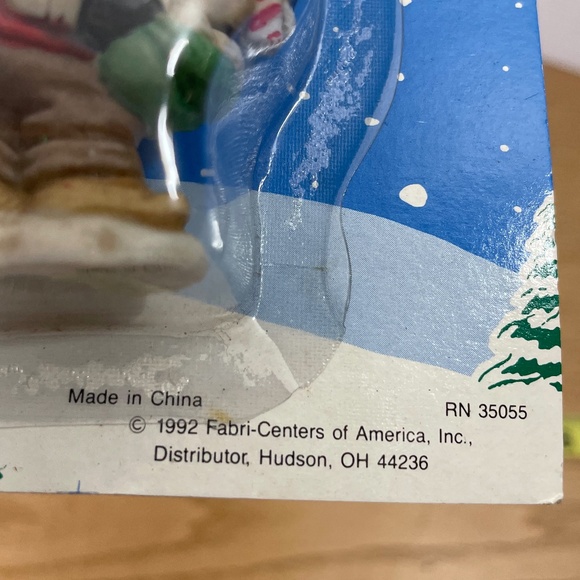 Made in China
RN 35055
© 1992 Fabri-Centers of America, Inc.,
Distributor, Hudson, OH 44236